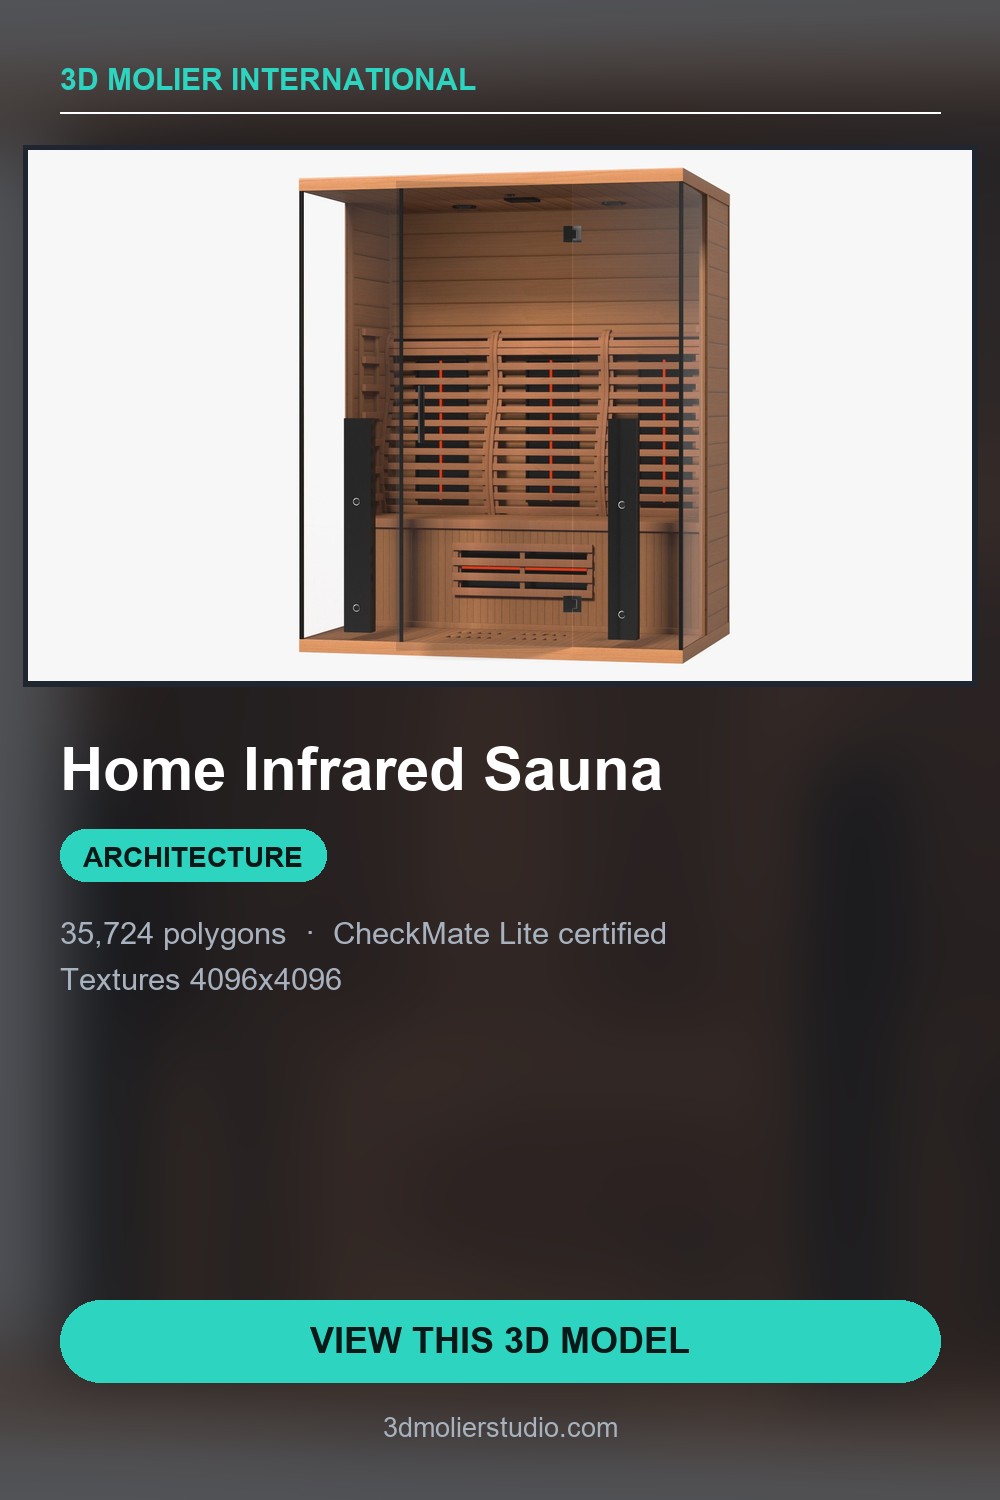 3D MOLIER INTERNATIONAL
Home Infrared Sauna
ARCHITECTURE
35,724 polygons · CheckMate Lite certified
Textures 4096x4096
VIEW THIS 3D MODEL
3dmolierstudio.com